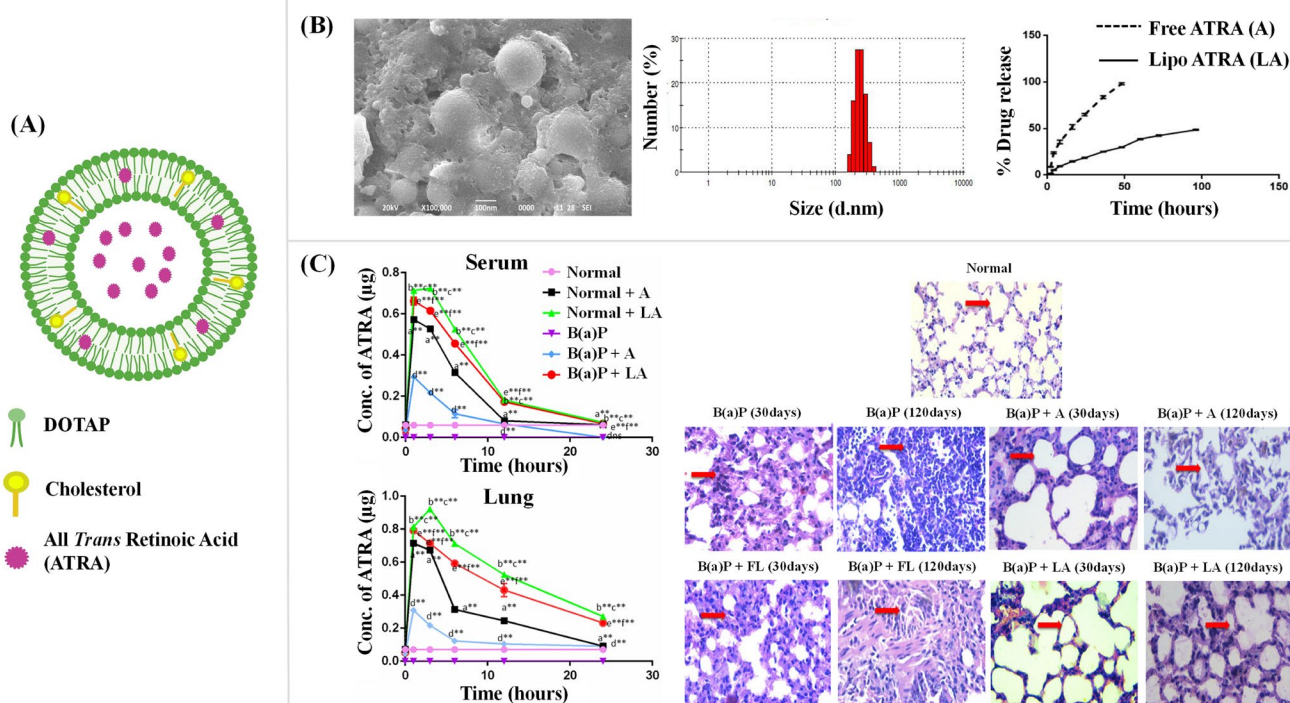 (A)
DOTAP
Cholesterol
All Trans Retinoic Acid
(ATRA)
(B)
20kV X100,000 100nm 0000 11 28 SEI
Number (%)
30
20
10
0
1 10 100 1000 10000
Size (d.nm)
Free ATRA (A)
Lipo ATRA (LA)
% Drug release
150
100
50
0
0 50 100 150
Time (hours)
(C)
Serum
Conc. of ATRA (µg)
0.8
0.6
0.4
0.2
0.0
0 10 20 30
Time (hours)
Normal
Normal + A
Normal + LA
B(a)P
B(a)P + A
B(a)P + LA
b**c**
b**c**
e**f**
e**f**
a**
a**
b**c**
e**f**
a**
d**
d**
d**
e**f**
b**c**
a**
d**
a**
b**c**
e**f**
dns
Lung
Conc. of ATRA (µg)
1.0
0.8
0.6
0.4
0.2
0.0
0 10 20 30
Time (hours)
b**c**
b**c**
e**f**
a**
b**c**
e**f**
a**
d**
d**
d**
b**c**
e**f**
a**
d**
b**c**
e**f**
a**
d**
Normal
B(a)P (30days)
B(a)P (120days)
B(a)P + A (30days)
B(a)P + A (120days)
B(a)P + FL (30days)
B(a)P + FL (120days)
B(a)P + LA (30days)
B(a)P + LA (120days)